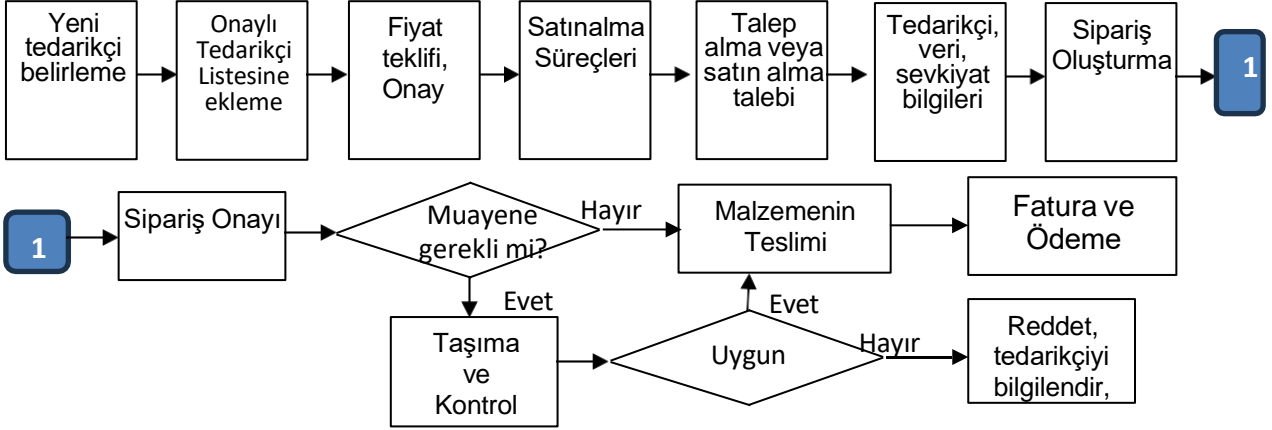 Yeni
tedarikçi
belirleme
Onaylı
Tedarikçi
Listesine
ekleme
Fiyat
teklifi,
Onay
Satınalma
Süreçleri
Talep
alma veya
satın alma
talebi
Tedarikçi,
veri,
sevkiyat
bilgileri
Sipariş
Oluşturma
1
1
Sipariş Onayı
Muayene
gerekli mi?
Hayır
Malzemenin
Teslimi
Fatura ve
Ödeme
Evet
Taşıma
ve
Kontrol
Uygun
Evet
Hayır
Reddet,
tedarikçiyi
bilgilendir,